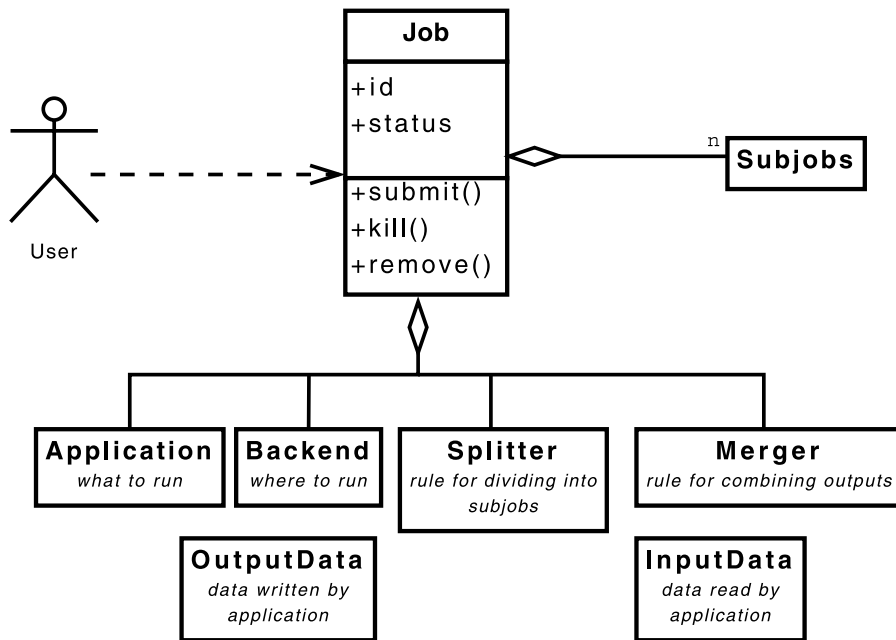 Job
+id
+status
+submit()
+kill()
+remove()
User
n
Subjobs
Application
what to run
Backend
where to run
Splitter
rule for dividing into
subjobs
Merger
rule for combining outputs
OutputData
data written by
application
InputData
data read by
application